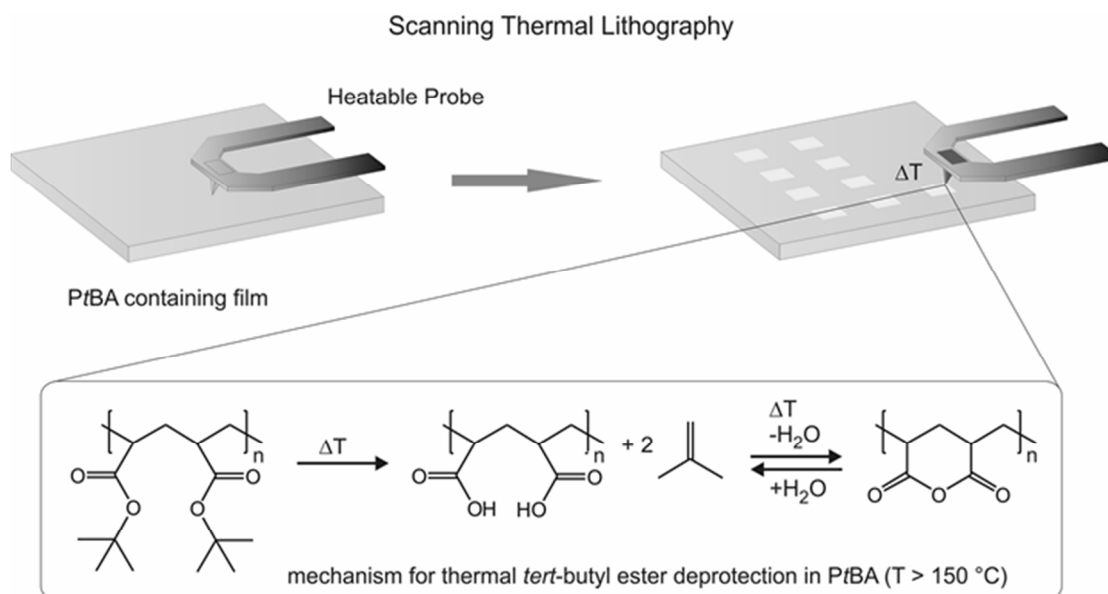 Scanning Thermal Lithography
Heatable Probe
ΔT
PtBA containing film
ΔT
n
O
O
O
O
ΔT
n
O
OH
HO
O
+ 2
ΔT
-H₂O
+H₂O
n
O
O
O
mechanism for thermal tert-butyl ester deprotection in PtBA (T > 150 °C)